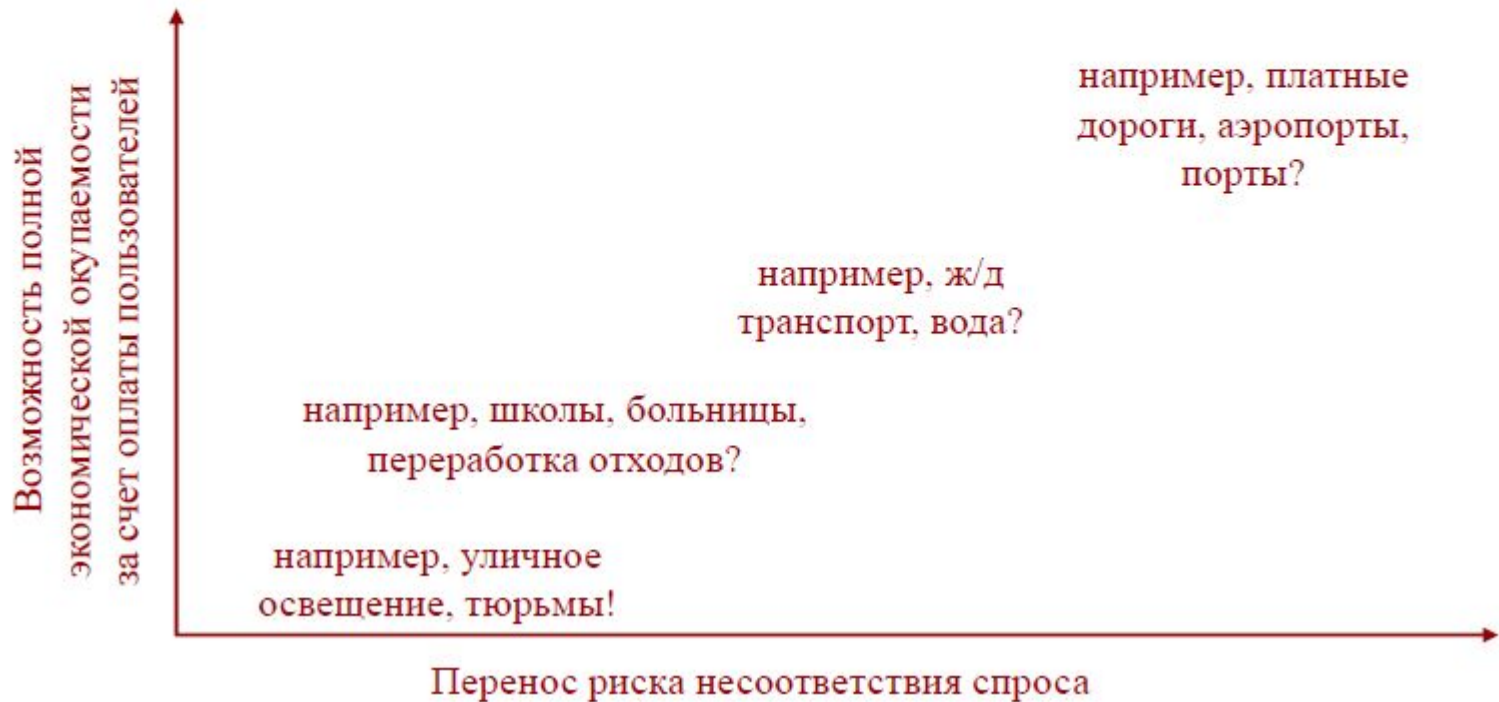 Возможность полной
экономической окупаемости
за счет оплаты пользователей
например, платные
дороги, аэропорты,
порты?
например, ж/д
транспорт, вода?
например, школы, больницы,
переработка отходов?
например, уличное
освещение, тюрьмы!
Перенос риска несоответствия спроса